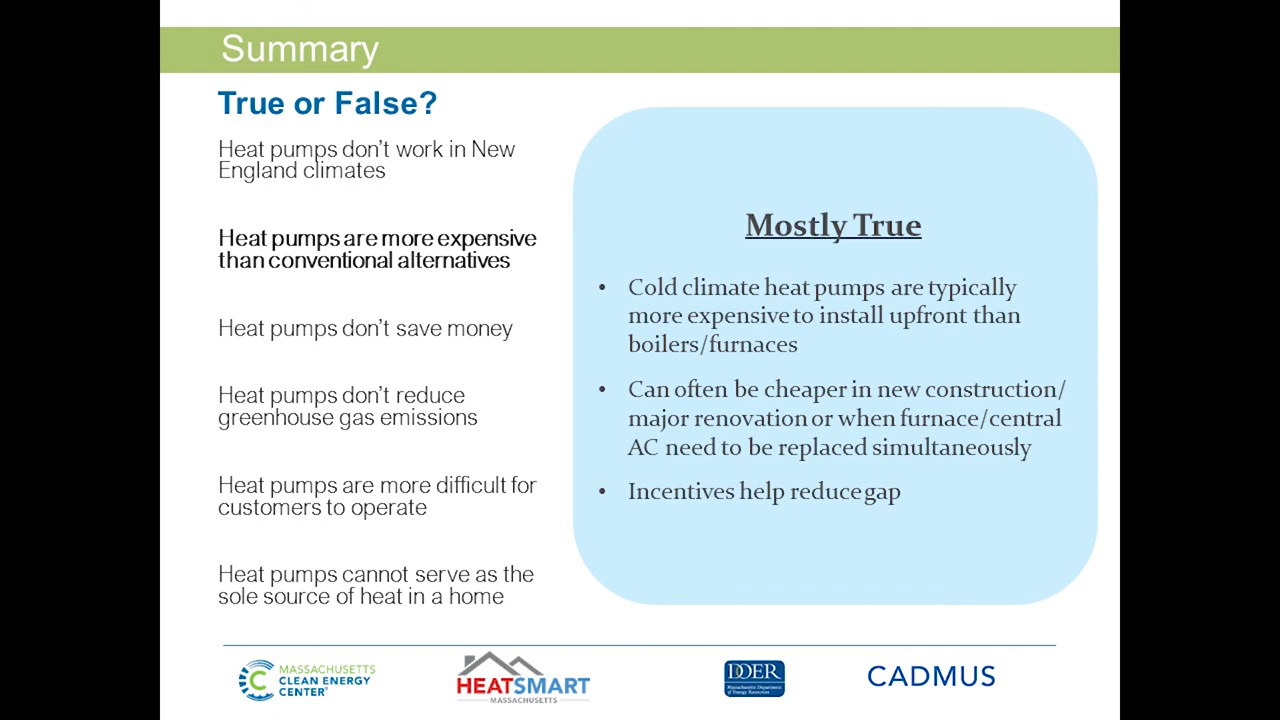 Summary
True or False?
Heat pumps don't work in New
England climates
Heat pumps are more expensive
than conventional alternatives
Heat pumps don't save money
Heat pumps don't reduce
greenhouse gas emissions
Heat pumps are more difficult for
customers to operate
Heat pumps cannot serve as the
sole source of heat in a home
Mostly True
• Cold climate heat pumps are typically
more expensive to install upfront than
boilers/furnaces
• Can often be cheaper in new construction/
major renovation or when furnace/central
AC need to be replaced simultaneously
• Incentives help reduce gap
MASSACHUSETTS
CLEAN ENERGY
CENTER
HEATSMART
MASSACHUSETTS
DOER
Massachusetts Department
of Energy Resources
CADMUS